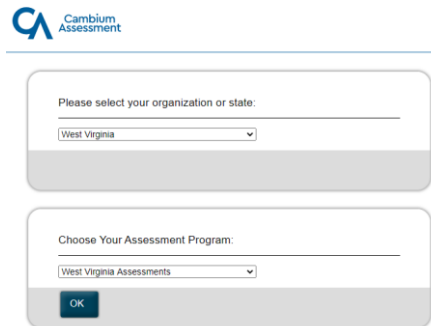 Cambium
Assessment
Please select your organization or state:
West Virginia
Choose Your Assessment Program:
West Virginia Assessments
OK